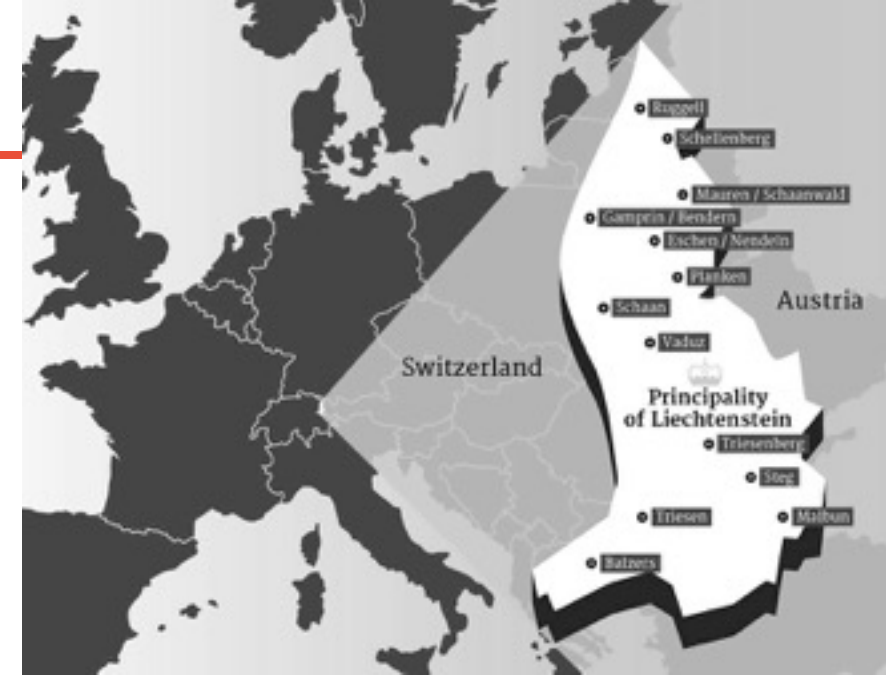 Ruggell
Schellenberg
Mauren / Schaanwald
Gamprin / Bendern
Eschen / Nendeln
Planken
Austria
Schaan
Vaduz
Switzerland
Principality
of Liechtenstein
Triesenberg
Steg
Triesen
Malbun
Balzers